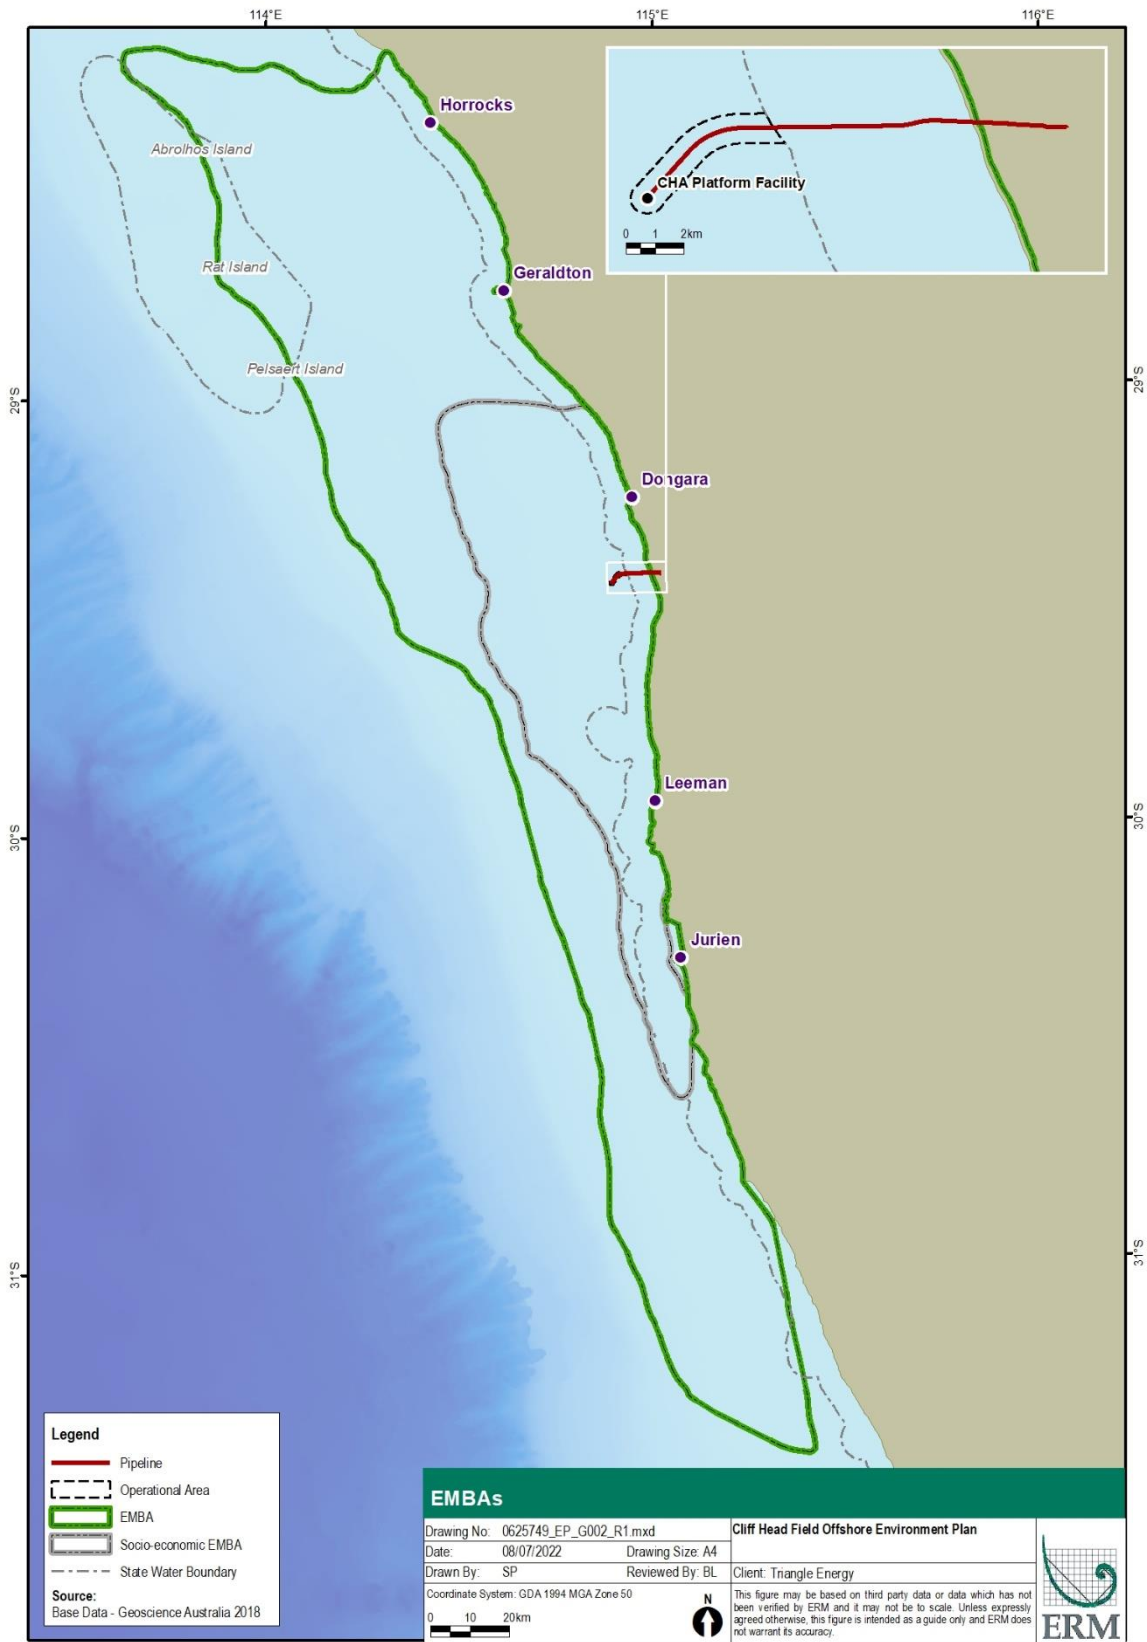 114°E
115°E
116°E
Horrocks
Abrolhos Island
CHA Platform Facility
0 1 2km
Rat Island
Geraldton
Pelsaert Island
29°S
29°S
Dongara
Leeman
30°S
30°S
Jurien
31°S
31°S
Legend
Pipeline
Operational Area
EMBA
Socio-economic EMBA
State Water Boundary
Source:
Base Data - Geoscience Australia 2018
EMBAs
Drawing No: 0625749_EP_G002_R1.mxd
Date: 08/07/2022 Drawing Size: A4
Drawn By: SP Reviewed By: BL
Coordinate System: GDA 1994 MGA Zone 50
0 10 20km
N
Cliff Head Field Offshore Environment Plan
Client: Triangle Energy
This figure may be based on third party data or data which has not
been verified by ERM and it may not be to scale. Unless expressly
agreed otherwise, this figure is intended as a guide only and ERM does
not warrant its accuracy.
ERM